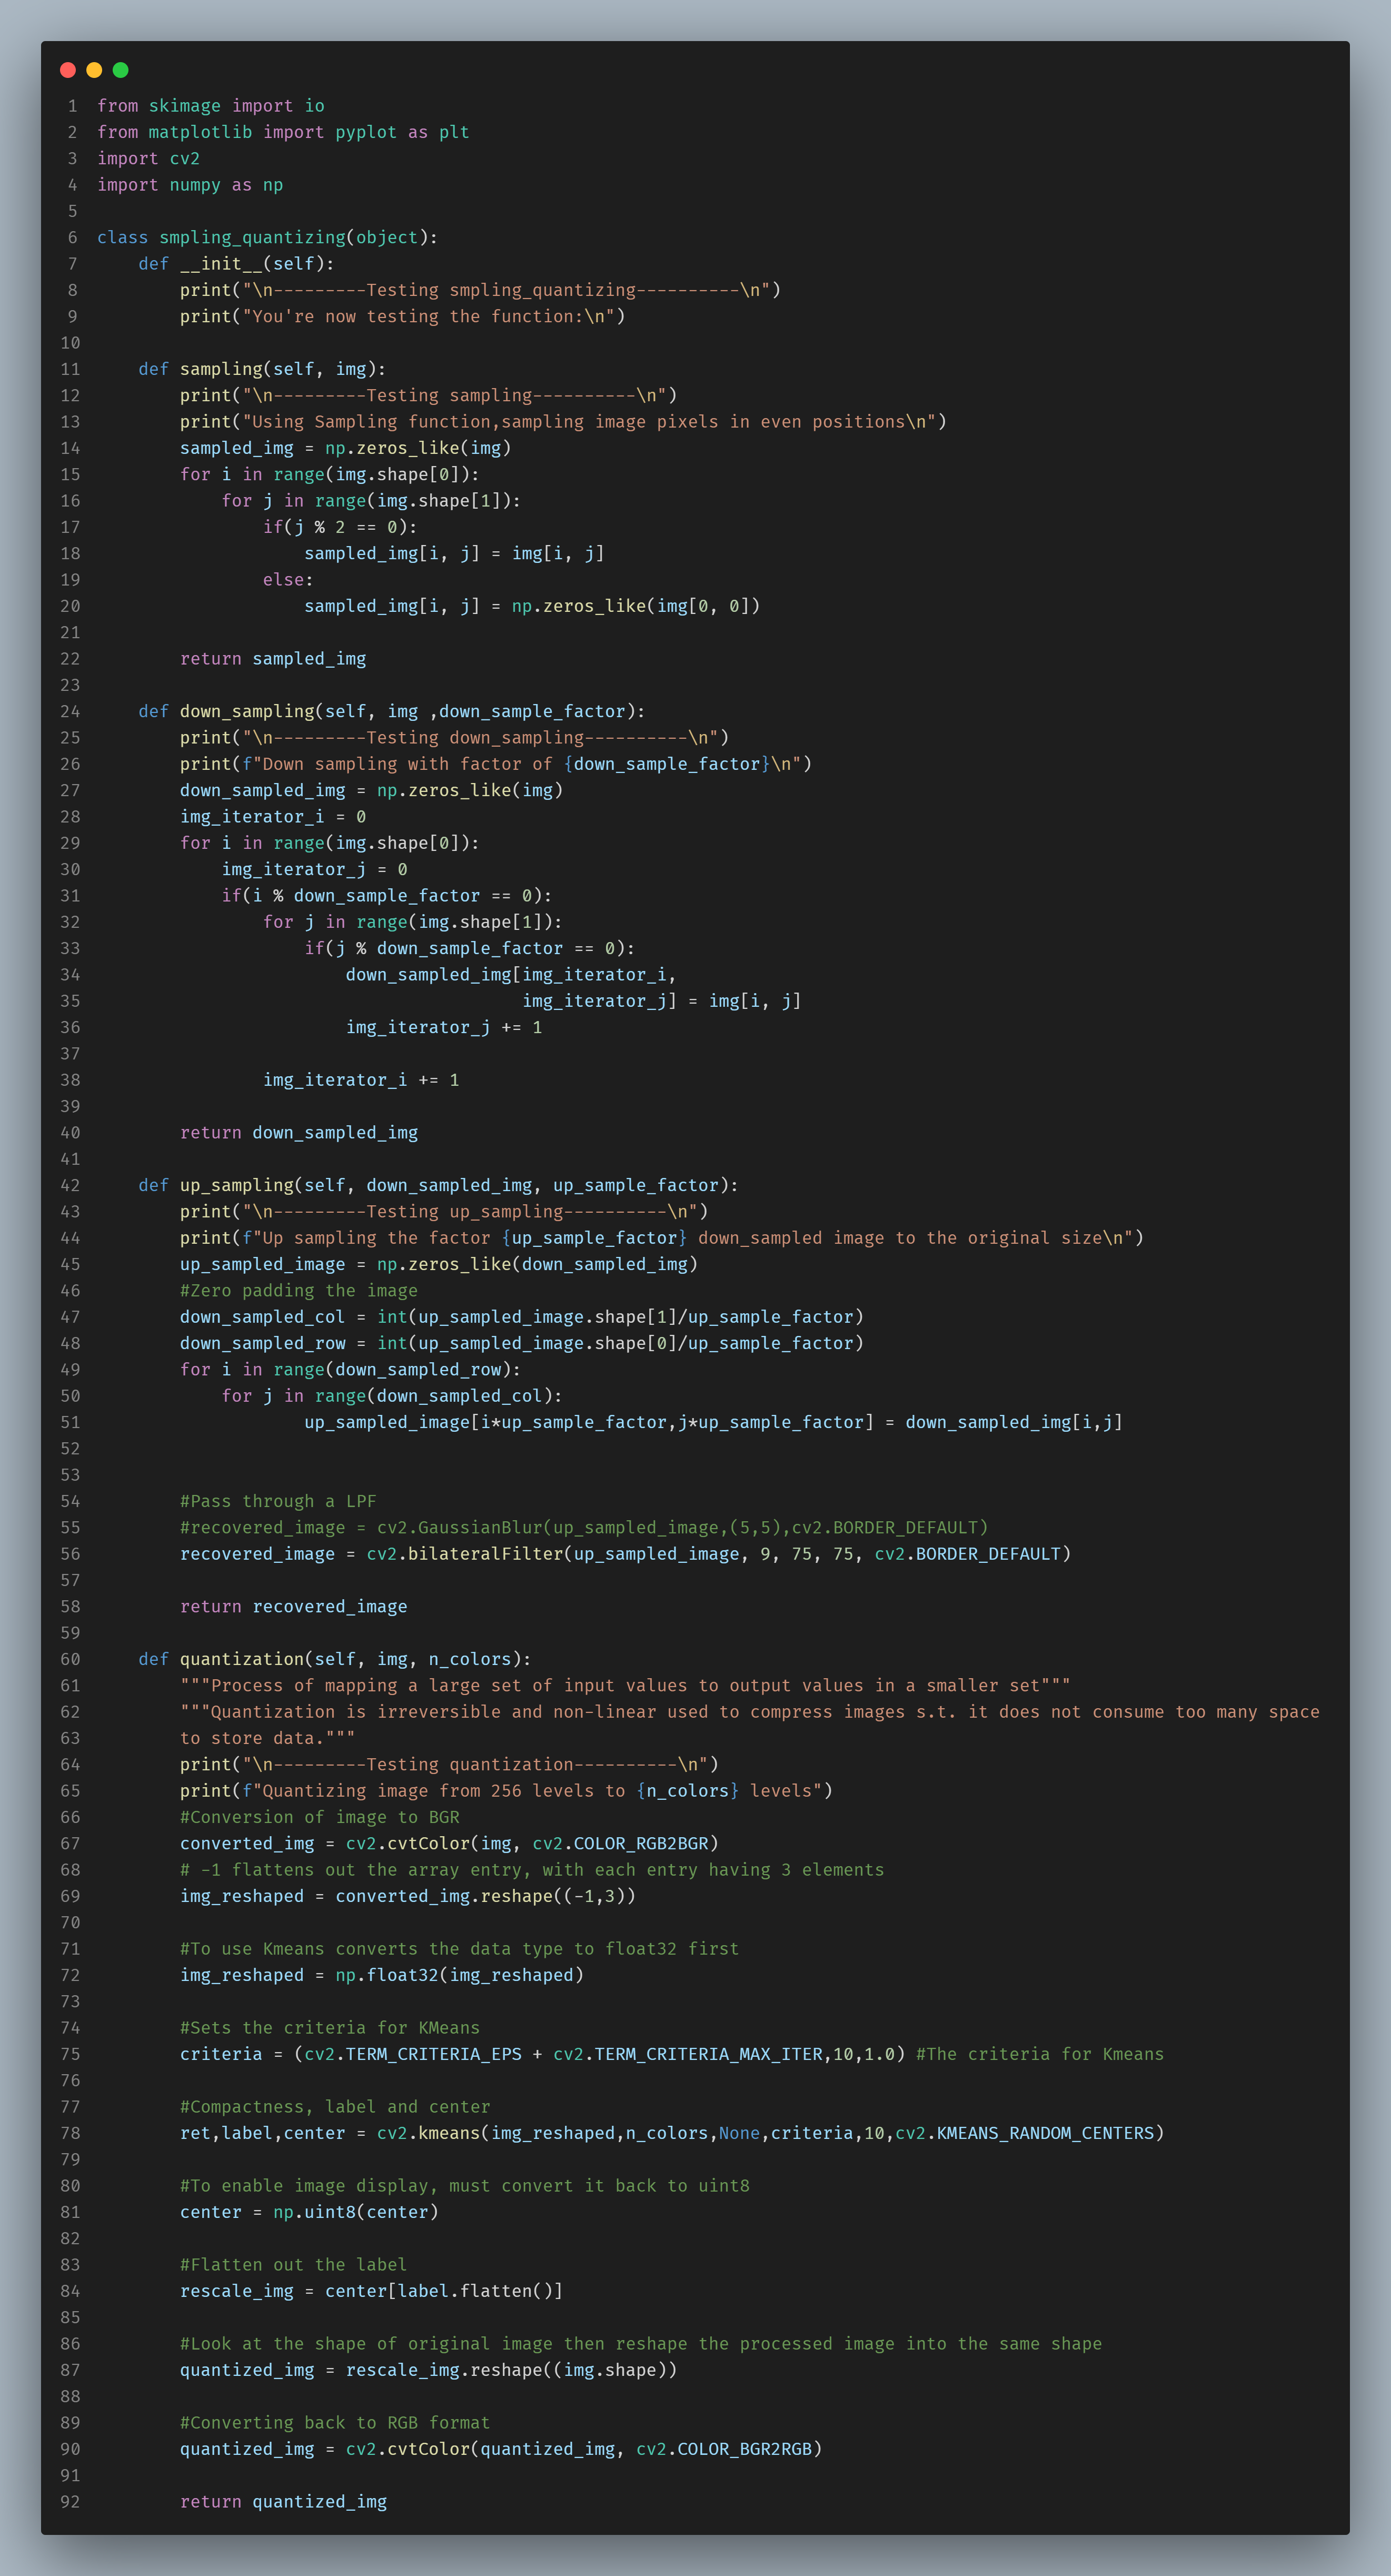 1 from skimage import io
2 from matplotlib import pyplot as plt
3 import cv2
4 import numpy as np
5
6 class smpling_quantizing(object):
7     def __init__(self):
8         print("\n---------Testing smpling_quantizing----------\n")
9         print("You're now testing the function:\n")
10
11     def sampling(self, img):
12         print("\n---------Testing sampling----------\n")
13         print("Using Sampling function,sampling image pixels in even positions\n")
14         sampled_img = np.zeros_like(img)
15         for i in range(img.shape[0]):
16             for j in range(img.shape[1]):
17                 if(j % 2 == 0):
18                     sampled_img[i, j] = img[i, j]
19                 else:
20                     sampled_img[i, j] = np.zeros_like(img[0, 0])
21
22         return sampled_img
23
24     def down_sampling(self, img ,down_sample_factor):
25         print("\n---------Testing down_sampling----------\n")
26         print(f"Down sampling with factor of {down_sample_factor}\n")
27         down_sampled_img = np.zeros_like(img)
28         img_iterator_i = 0
29         for i in range(img.shape[0]):
30             img_iterator_j = 0
31             if(i % down_sample_factor == 0):
32                 for j in range(img.shape[1]):
33                     if(j % down_sample_factor == 0):
34                         down_sampled_img[img_iterator_i,
35                                          img_iterator_j] = img[i, j]
36                         img_iterator_j += 1
37
38                 img_iterator_i += 1
39
40         return down_sampled_img
41
42     def up_sampling(self, down_sampled_img, up_sample_factor):
43         print("\n---------Testing up_sampling----------\n")
44         print(f"Up sampling the factor {up_sample_factor} down_sampled image to the original size\n")
45         up_sampled_image = np.zeros_like(down_sampled_img)
46         #Zero padding the image
47         down_sampled_col = int(up_sampled_image.shape[1]/up_sample_factor)
48         down_sampled_row = int(up_sampled_image.shape[0]/up_sample_factor)
49         for i in range(down_sampled_row):
50             for j in range(down_sampled_col):
51                     up_sampled_image[i*up_sample_factor,j*up_sample_factor] = down_sampled_img[i,j]
52
53
54         #Pass through a LPF
55         #recovered_image = cv2.GaussianBlur(up_sampled_image,(5,5),cv2.BORDER_DEFAULT)
56         recovered_image = cv2.bilateralFilter(up_sampled_image, 9, 75, 75, cv2.BORDER_DEFAULT)
57
58         return recovered_image
59
60     def quantization(self, img, n_colors):
61         """Process of mapping a large set of input values to output values in a smaller set"""
62         """Quantization is irreversible and non-linear used to compress images s.t. it does not consume too many space
63         to store data."""
64         print("\n---------Testing quantization----------\n")
65         print(f"Quantizing image from 256 levels to {n_colors} levels")
66         #Conversion of image to BGR
67         converted_img = cv2.cvtColor(img, cv2.COLOR_RGB2BGR)
68         # -1 flattens out the array entry, with each entry having 3 elements
69         img_reshaped = converted_img.reshape((-1,3))
70
71         #To use Kmeans converts the data type to float32 first
72         img_reshaped = np.float32(img_reshaped)
73
74         #Sets the criteria for KMeans
75         criteria = (cv2.TERM_CRITERIA_EPS + cv2.TERM_CRITERIA_MAX_ITER,10,1.0) #The criteria for Kmeans
76
77         #Compactness, label and center
78         ret,label,center = cv2.kmeans(img_reshaped,n_colors,None,criteria,10,cv2.KMEANS_RANDOM_CENTERS)
79
80         #To enable image display, must convert it back to uint8
81         center = np.uint8(center)
82
83         #Flatten out the label
84         rescale_img = center[label.flatten()]
85
86         #Look at the shape of original image then reshape the processed image into the same shape
87         quantized_img = rescale_img.reshape((img.shape))
88
89         #Converting back to RGB format
90         quantized_img = cv2.cvtColor(quantized_img, cv2.COLOR_BGR2RGB)
91
92         return quantized_img